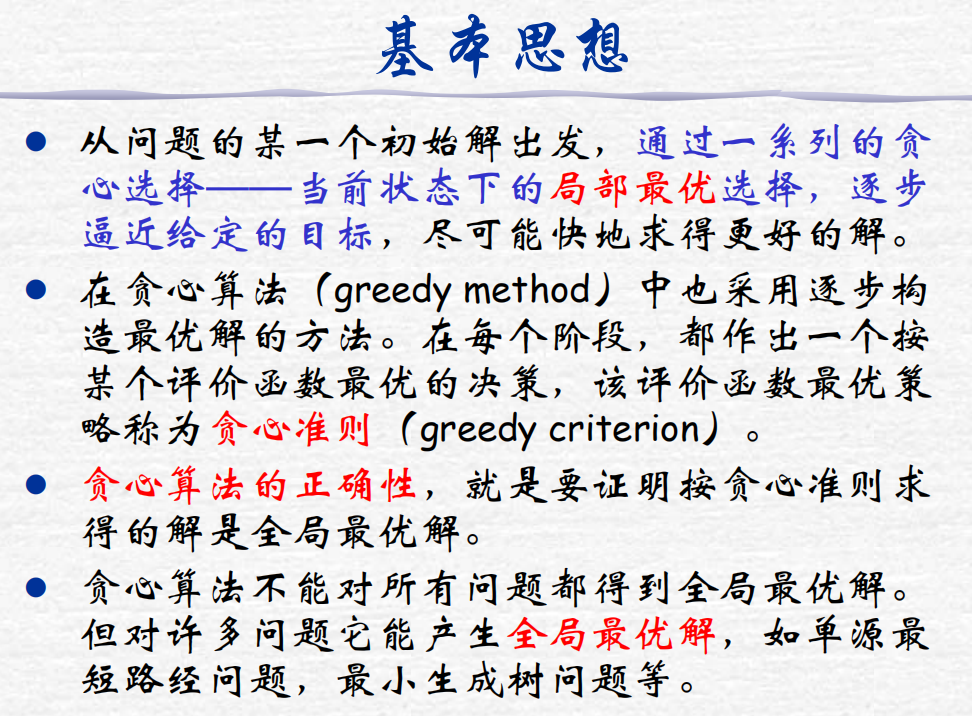 基本思想
从问题的某一个初始解出发，通过一系列的贪
心选择——当前状态下的局部最优选择，逐步
逼近给定的目标，尽可能快地求得更好的解。
在贪心算法（greedy method）中也采用逐步构
造最优解的方法。在每个阶段，都作出一个按
某个评价函数最优的决策，该评价函数最优策
略称为贪心准则（greedy criterion）。
贪心算法的正确性，就是要证明按贪心准则求
得的解是全局最优解。
贪心算法不能对所有问题都得到全局最优解。
但对许多问题它能产生全局最优解，如单源最
短路经问题，最小生成树问题等。